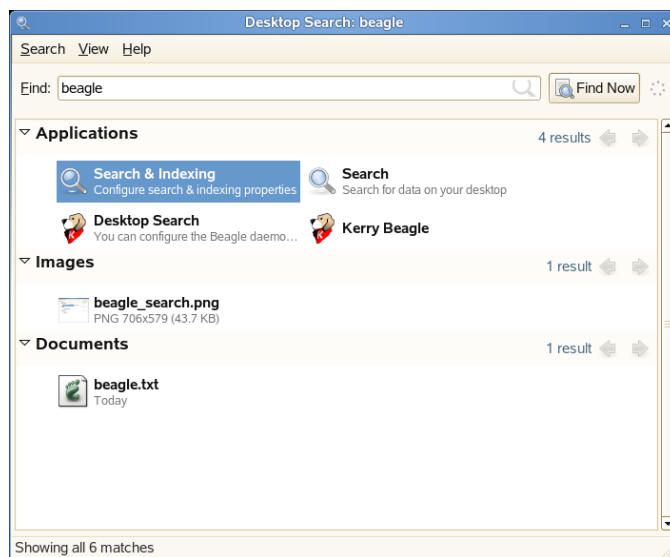 Desktop Search: beagle
Search View Help
Find: beagle Find Now
Applications 4 results
Search & Indexing
Configure search & indexing properties
Search
Search for data on your desktop
Desktop Search
You can configure the Beagle daemo...
Kerry Beagle
Images 1 result
beagle_search.png
PNG 706x579 (43.7 KB)
Documents 1 result
beagle.txt
Today
Showing all 6 matches